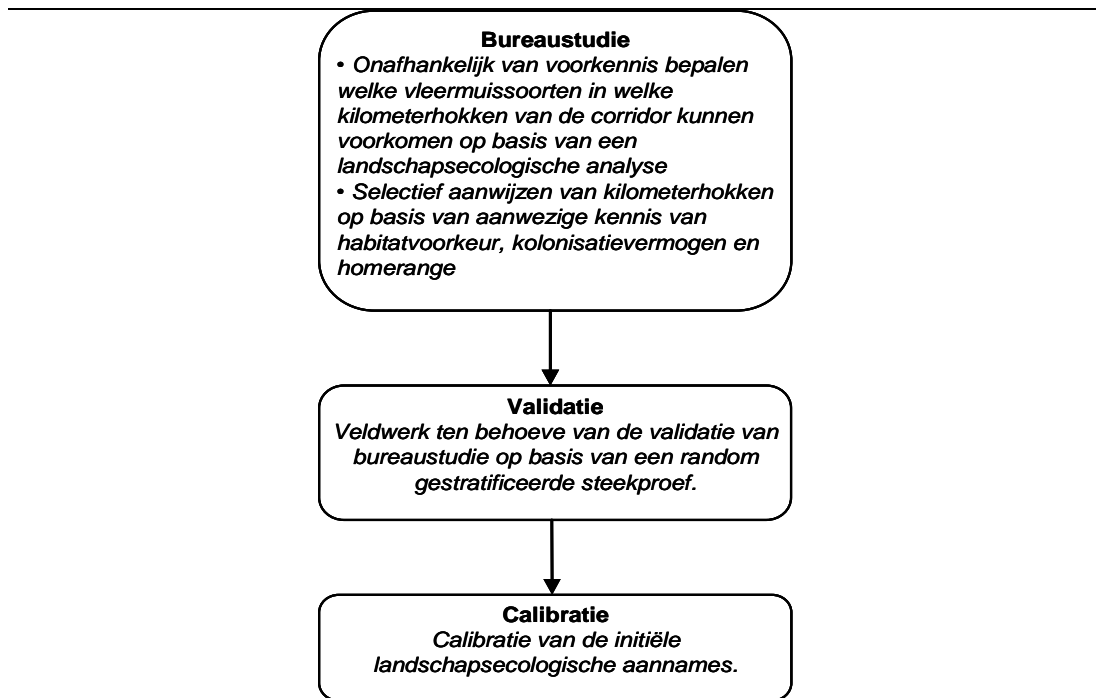 Bureaustudie
• Onafhankelijk van voorkennis bepalen
welke vleermuissoorten in welke
kilometerhokken van de corridor kunnen
voorkomen op basis van een
landschapsecologische analyse
• Selectief aanwijzen van kilometerhokken
op basis van aanwezige kennis van
habitatvoorkeur, kolonisatievermogen en
homerange
Validatie
Veldwerk ten behoeve van de validatie van
bureaustudie op basis van een random
gestratificeerde steekproef.
Calibratie
Calibratie van de initiële
landschapsecologische aannames.